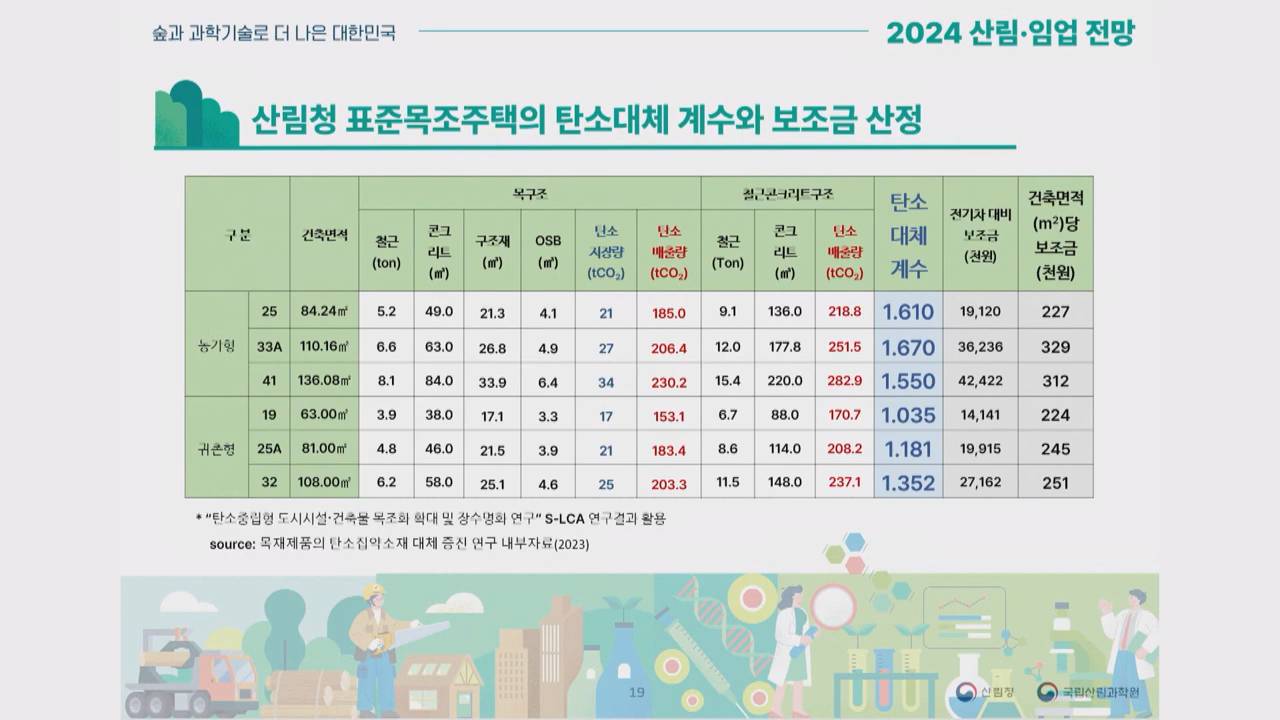 숲과 과학기술로 더 나은 대한민국
2024 산림·임업 전망
산림청 표준목조주택의 탄소대체 계수와 보조금 산정
구 분 건축면적 목구조 철근콘크리트구조 탄소 대체 계수 전기차 대비 보조금 (천원) 건축면적 (m²)당 보조금 (천원)
철근 (ton) 콘크리트 (㎥) 구조재 (㎥) OSB (㎥) 탄소 저장량 (tCO₂) 탄소 배출량 (tCO₂) 철근 (Ton) 콘크리트 (㎥) 탄소 배출량 (tCO₂)
농가형 25 84.24㎡ 5.2 49.0 21.3 4.1 21 185.0 9.1 136.0 218.8 1.610 19,120 227
33A 110.16㎡ 6.6 63.0 26.8 4.9 27 206.4 12.0 177.8 251.5 1.670 36,236 329
41 136.08㎡ 8.1 84.0 33.9 6.4 34 230.2 15.4 220.0 282.9 1.550 42,422 312
귀촌형 19 63.00㎡ 3.9 38.0 17.1 3.3 17 153.1 6.7 88.0 170.7 1.035 14,141 224
25A 81.00㎡ 4.8 46.0 21.5 3.9 21 183.4 8.6 114.0 208.2 1.181 19,915 245
32 108.00㎡ 6.2 58.0 25.1 4.6 25 203.3 11.5 148.0 237.1 1.352 27,162 251
* “탄소중립형 도시시설·건축물 목조화 확대 및 장수명화 연구” S-LCA 연구결과 활용
source: 목재제품의 탄소집약소재 대체 증진 연구 내부자료(2023)
19
산림청
국립산림과학원